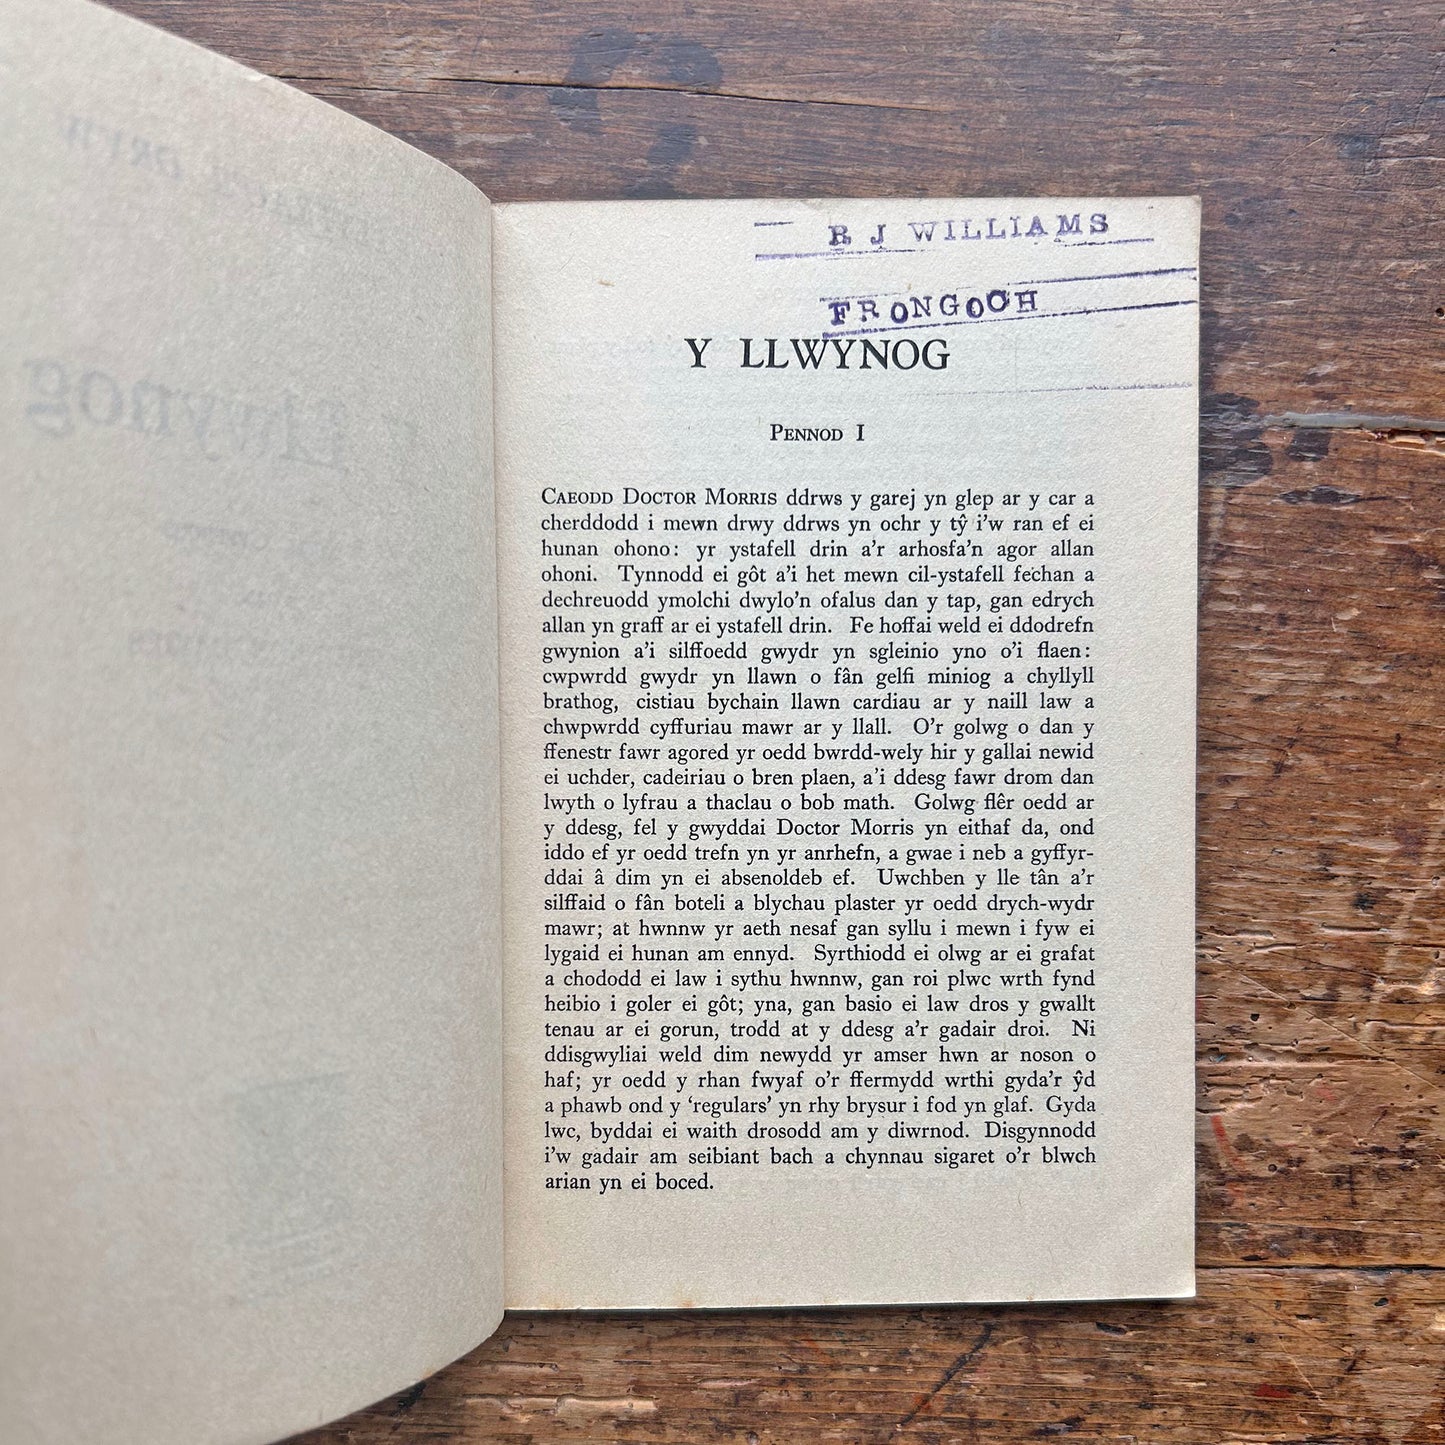 R J WILLIAMS
FRONGOCH
Y LLWYNOG
PENNOD I
CAEODD DOCTOR MORRIS ddrws y garej yn glep ar y car a
cherddodd i mewn drwy ddrws yn ochr y tŷ i'w ran ef ei
hunan ohono: yr ystafell drin a'r arhosfa'n agor allan
ohoni. Tynnodd ei gôt a'i het mewn cil-ystafell fechan a
dechreuodd ymolchi dwylo'n ofalus dan y tap, gan edrych
allan yn graff ar ei ystafell drin. Fe hoffai weld ei ddodrefn
gwynion a'i silffoedd gwydr yn sgleinio yno o'i flaen:
cwpwrdd gwydr yn llawn o fân gelfi miniog a chyllyll
brathog, cistiau bychain llawn cardiau ar y naill law a
chwpwrdd cyffuriau mawr ar y llall. O'r golwg o dan y
ffenestr fawr agored yr oedd bwrdd-wely hir y gallai newid
ei uchder, cadeiriau o bren plaen, a'i ddesg fawr drom dan
lwyth o lyfrau a thaclau o bob math. Golwg flêr oedd ar
y ddesg, fel y gwyddai Doctor Morris yn eithaf da, ond
iddo ef yr oedd trefn yn yr anrhefn, a gwae i neb a gyffyr-
ddai â dim yn ei absenoldeb ef. Uwchben y lle tân a'r
silffaid o fân boteli a blychau plaster yr oedd drych-wydr
mawr; at hwnnw yr aeth nesaf gan syllu i mewn i fyw ei
lygaid ei hunan am ennyd. Syrthiodd ei olwg ar ei grafat
a chododd ei law i sythu hwnnw, gan roi plwc wrth fynd
heibio i goler ei gôt; yna, gan basio ei law dros y gwallt
tenau ar ei gorun, trodd at y ddesg a'r gadair droi. Ni
ddisgwyliai weld dim newydd yr amser hwn ar noson o
haf; yr oedd y rhan fwyaf o'r ffermydd wrthi gyda'r ŷd
a phawb ond y 'regulars' yn rhy brysur i fod yn glaf. Gyda
lwc, byddai ei waith drosodd am y diwrnod. Disgynnodd
i'w gadair am seibiant bach a chynnau sigaret o'r blwch
arian yn ei boced.